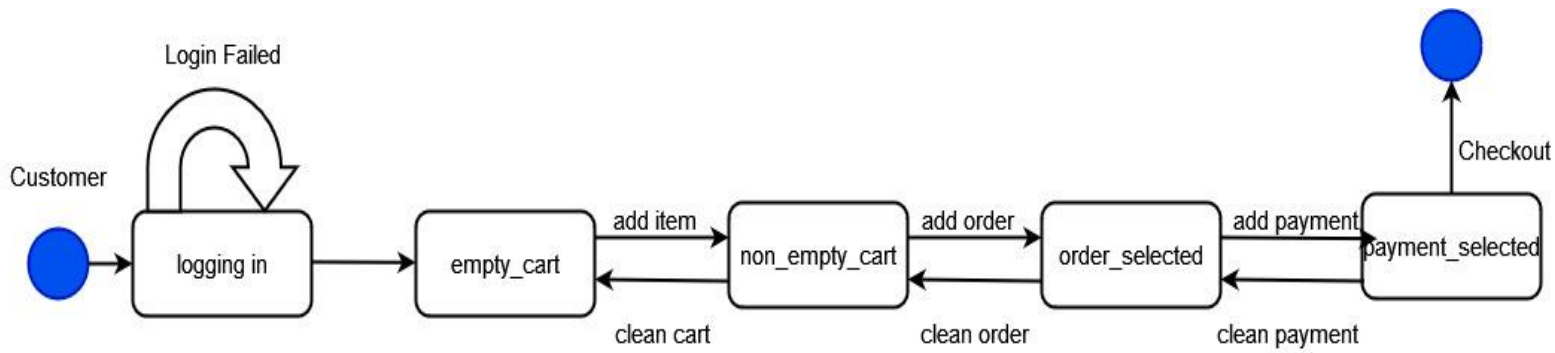 Login Failed
Customer
Checkout
logging in
empty_cart
add item
non_empty_cart
add order
order_selected
add payment
payment_selected
clean cart
clean order
clean payment